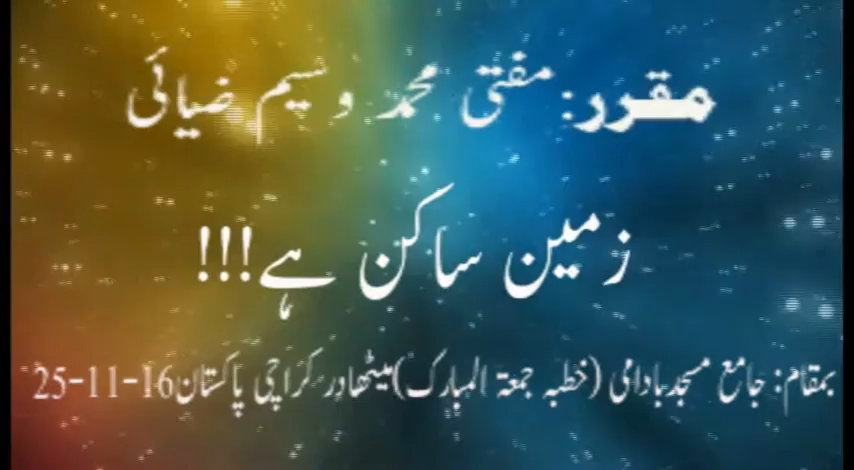 مقرر: مفتی محمد وسیم ضیائی
زمین ساکن ہے!!!
بمقام: جامع مسجد بادامی (خطبہ جمعۃ المبارک) میٹھادر کراچی پاکستان 16-11-25